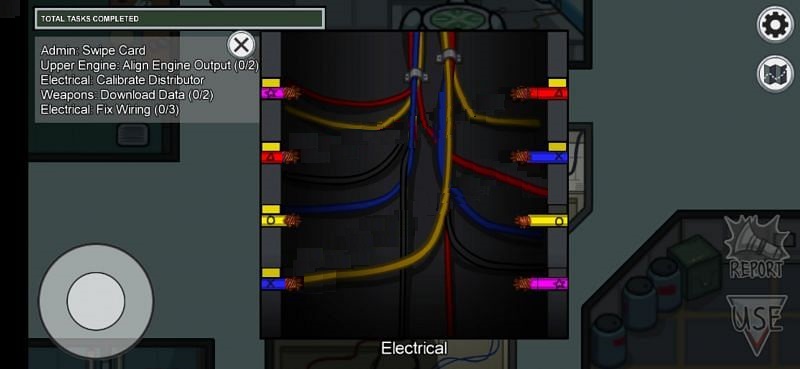 TOTAL TASKS COMPLETED
Admin: Swipe Card
Upper Engine: Align Engine Output (0/2)
Electrical: Calibrate Distributor
Weapons: Download Data (0/2)
Electrical: Fix Wiring (0/3)
REPORT
USE
Electrical